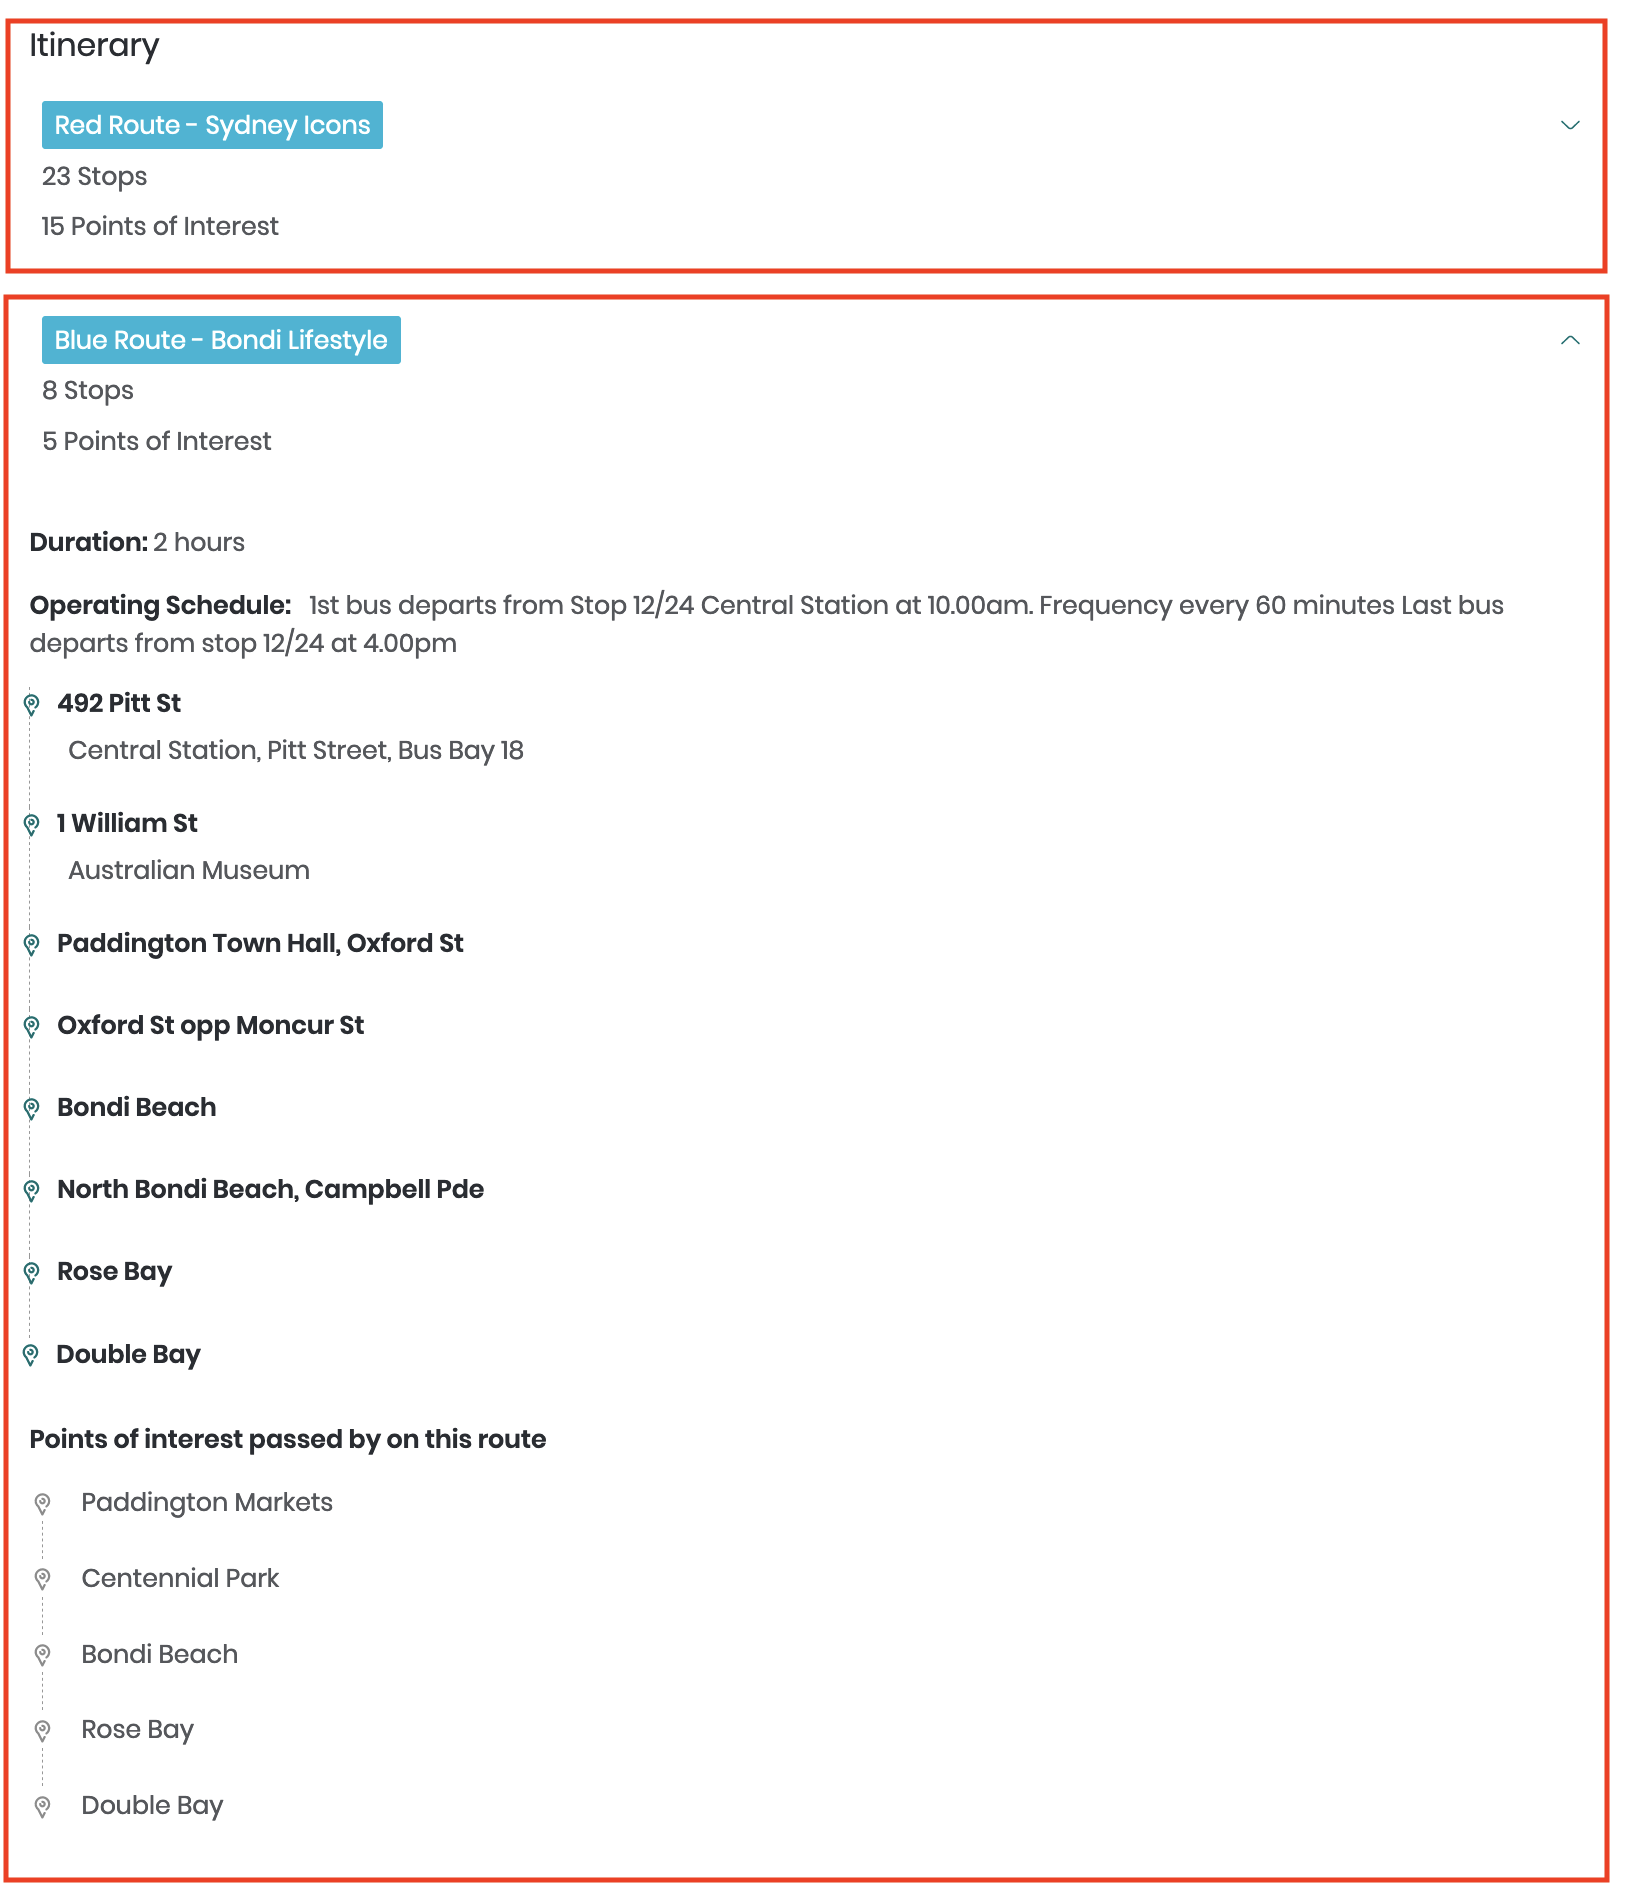 Itinerary
Red Route - Sydney Icons
23 Stops
15 Points of Interest
Blue Route - Bondi Lifestyle
8 Stops
5 Points of Interest
Duration: 2 hours
Operating Schedule: 1st bus departs from Stop 12/24 Central Station at 10.00am. Frequency every 60 minutes Last bus
departs from stop 12/24 at 4.00pm
492 Pitt St
Central Station, Pitt Street, Bus Bay 18
1 William St
Australian Museum
Paddington Town Hall, Oxford St
Oxford St opp Moncur St
Bondi Beach
North Bondi Beach, Campbell Pde
Rose Bay
Double Bay
Points of interest passed by on this route
Paddington Markets
Centennial Park
Bondi Beach
Rose Bay
Double Bay